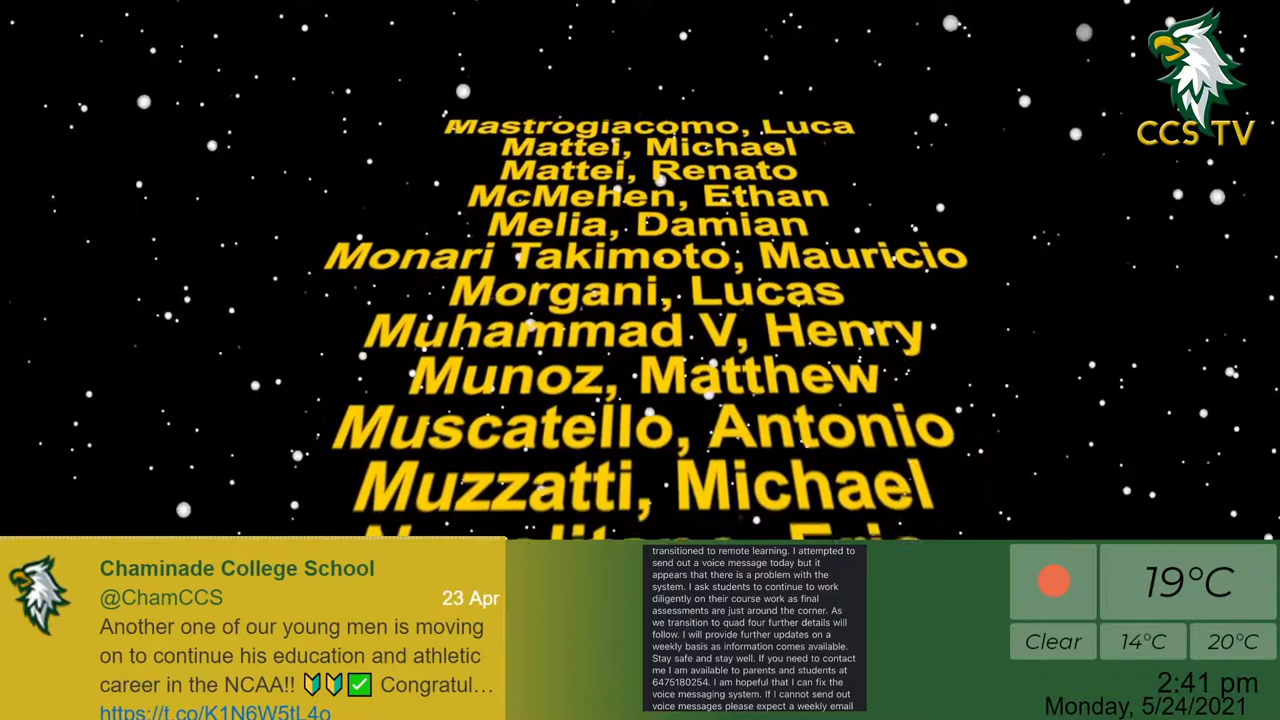 CCS TV
Mastrogiacomo, Luca
Mattei, Michael
Mattei, Renato
McMehen, Ethan
Melia, Damian
Monari Takimoto, Mauricio
Morgani, Lucas
Muhammad V, Henry
Munoz, Matthew
Muscatello, Antonio
Muzzatti, Michael
Chaminade College School
@ChamCCS
23 Apr
Another one of our young men is moving
on to continue his education and athletic
career in the NCAA!! 🔰🔰✅ Congratul…
https://t.co/K1N6W5tL4o
transitioned to remote learning. I attempted to
send out a voice message today but it
appears that there is a problem with the
system. I ask students to continue to work
diligently on their course work as final
assessments are just around the corner. As
we transition to quad four further details will
follow. I will provide further updates on a
weekly basis as information comes available.
Stay safe and stay well. If you need to contact
me I am available to parents and students at
6475180254. I am hopeful that I can fix the
voice messaging system. If I cannot send out
voice messages please expect a weekly email
19°C
Clear
14°C
20°C
2:41 pm
Monday, 5/24/2021